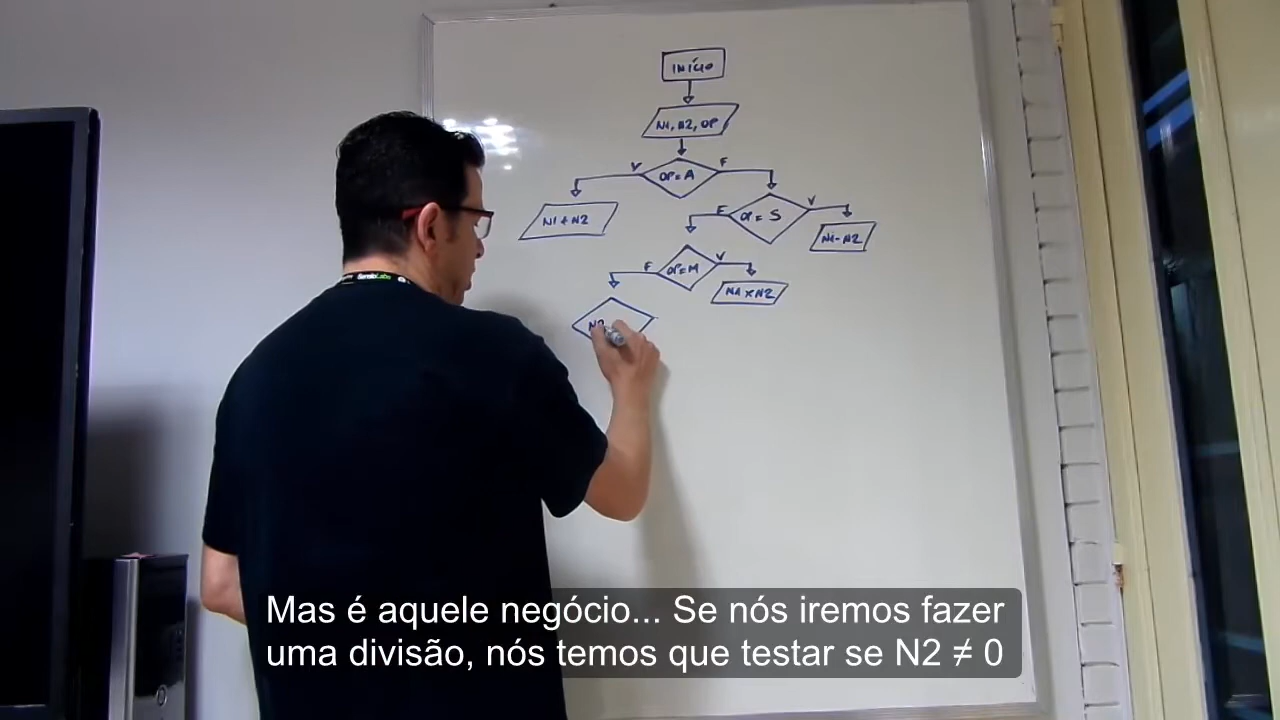 INÍCIO
N1, N2, OP
V
OP=A
F
N1+N2
F
OP=S
V
N1-N2
F
OP=M
V
N1xN2
N2
Mas é aquele negócio... Se nós iremos fazer
uma divisão, nós temos que testar se N2 ≠ 0